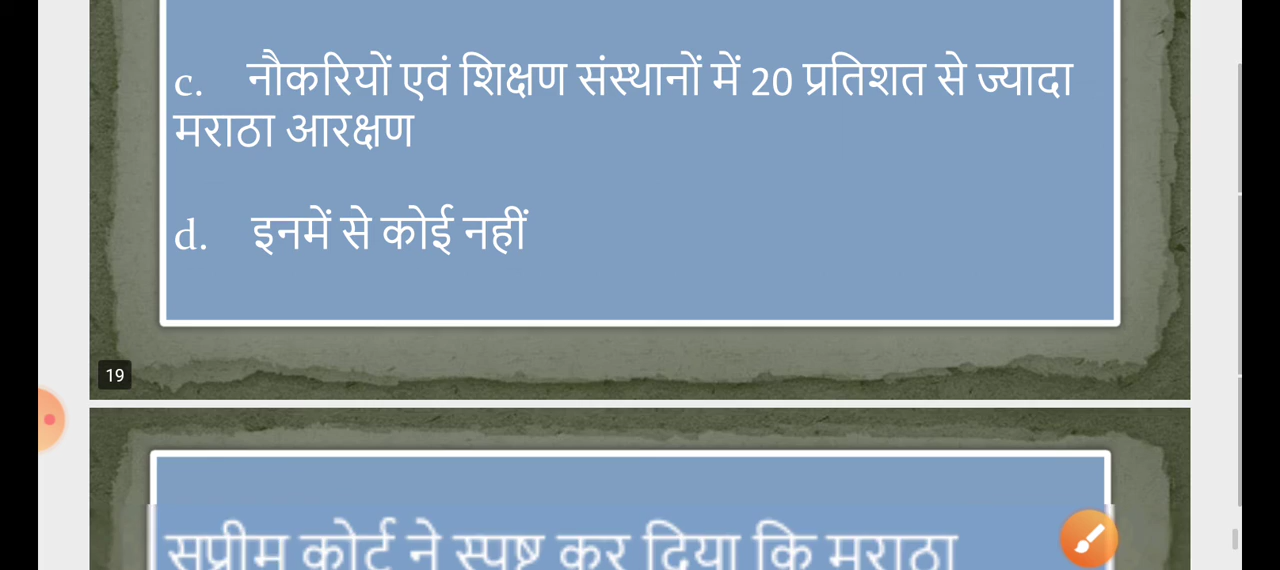 c. नौकरियों एवं शिक्षण संस्थानों में 20 प्रतिशत से ज्यादा
मराठा आरक्षण
d. इनमें से कोई नहीं
19
सुप्रीम कोर्ट ने स्पष्ट कर दिया कि मराठा